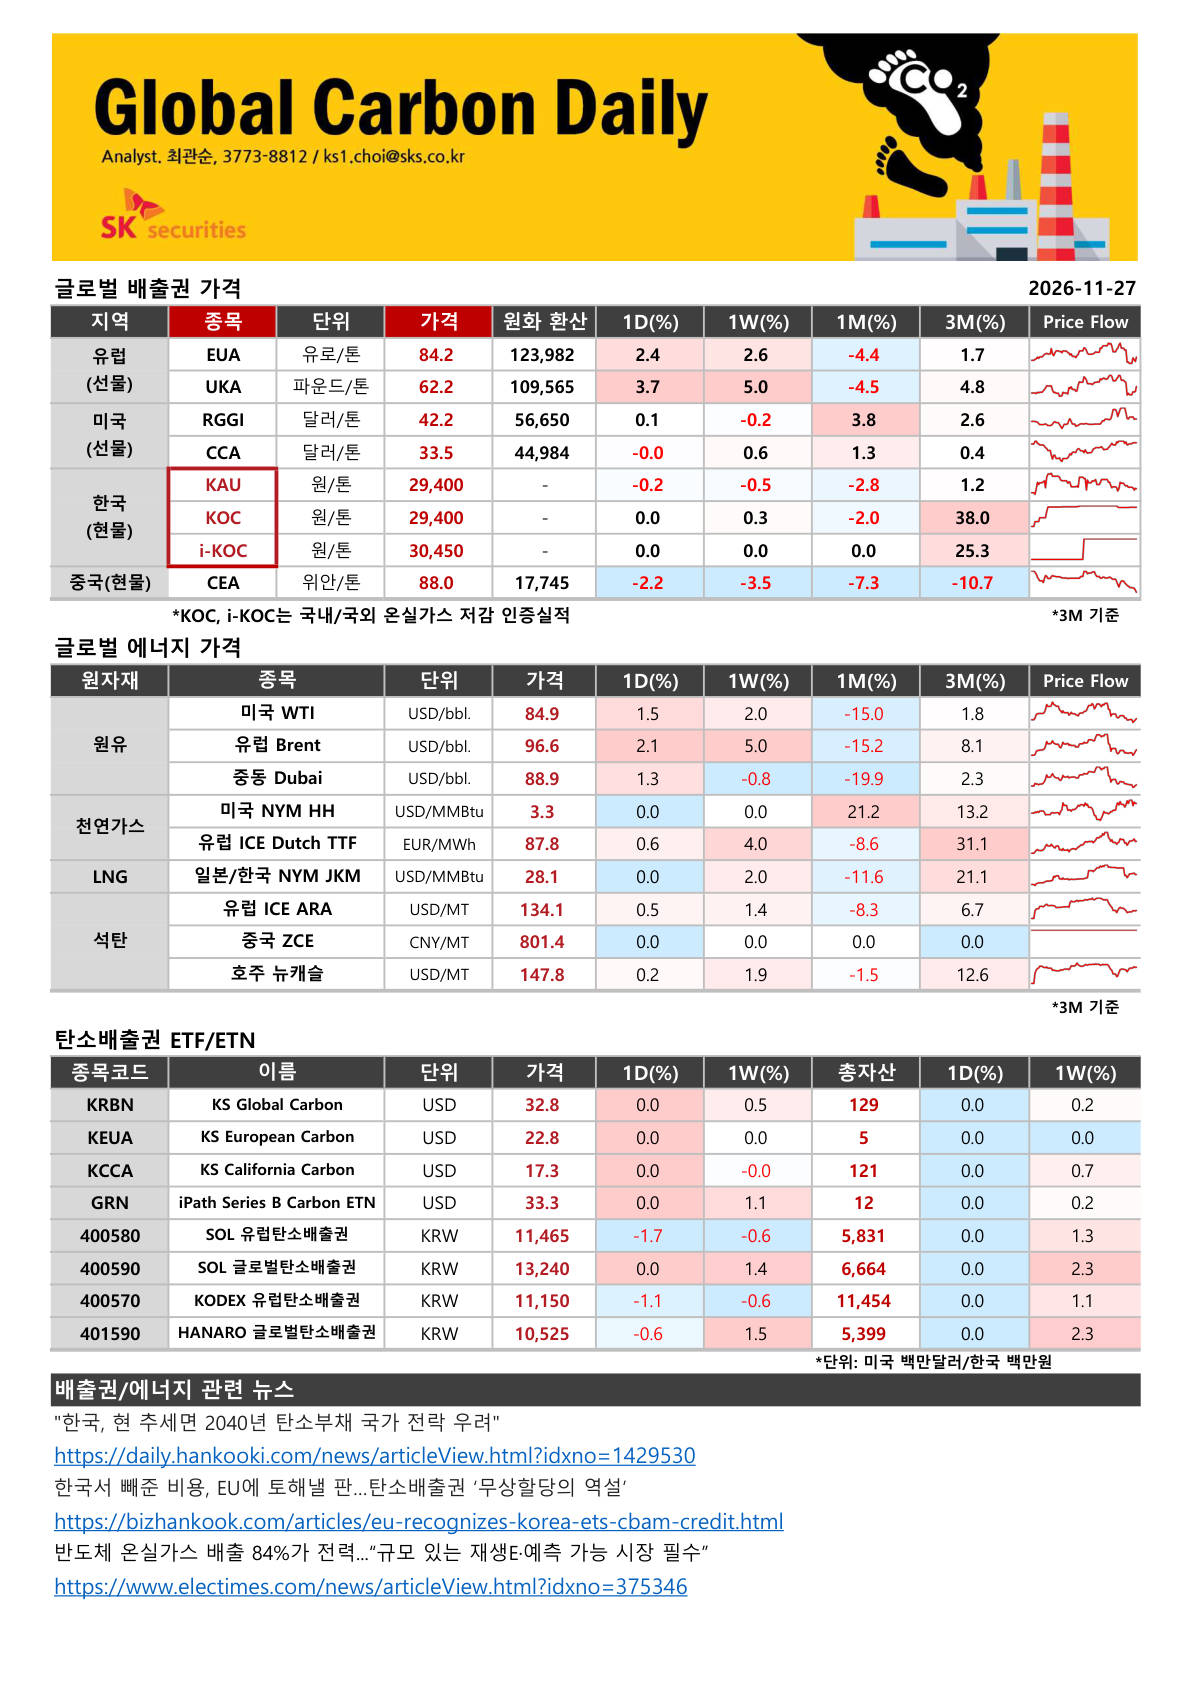 CO2
Global Carbon Daily
Analyst. 최관순, 3773-8812 / ks1.choi@sks.co.kr
SK securities
글로벌 배출권 가격 2026-11-27
지역 종목 단위 가격 원화 환산 1D(%) 1W(%) 1M(%) 3M(%) Price Flow
유럽 (선물) EUA 유로/톤 84.2 123,982 2.4 2.6 -4.4 1.7
UKA 파운드/톤 62.2 109,565 3.7 5.0 -4.5 4.8
미국 (선물) RGGI 달러/톤 42.2 56,650 0.1 -0.2 3.8 2.6
CCA 달러/톤 33.5 44,984 -0.0 0.6 1.3 0.4
한국 (현물) KAU 원/톤 29,400 - -0.2 -0.5 -2.8 1.2
KOC 원/톤 29,400 - 0.0 0.3 -2.0 38.0
i-KOC 원/톤 30,450 - 0.0 0.0 0.0 25.3
중국(현물) CEA 위안/톤 88.0 17,745 -2.2 -3.5 -7.3 -10.7
*KOC, i-KOC는 국내/국외 온실가스 저감 인증실적 *3M 기준
글로벌 에너지 가격
원자재 종목 단위 가격 1D(%) 1W(%) 1M(%) 3M(%) Price Flow
원유 미국 WTI USD/bbl. 84.9 1.5 2.0 -15.0 1.8
유럽 Brent USD/bbl. 96.6 2.1 5.0 -15.2 8.1
중동 Dubai USD/bbl. 88.9 1.3 -0.8 -19.9 2.3
천연가스 미국 NYM HH USD/MMBtu 3.3 0.0 0.0 21.2 13.2
유럽 ICE Dutch TTF EUR/MWh 87.8 0.6 4.0 -8.6 31.1
LNG 일본/한국 NYM JKM USD/MMBtu 28.1 0.0 2.0 -11.6 21.1
석탄 유럽 ICE ARA USD/MT 134.1 0.5 1.4 -8.3 6.7
중국 ZCE CNY/MT 801.4 0.0 0.0 0.0 0.0
호주 뉴캐슬 USD/MT 147.8 0.2 1.9 -1.5 12.6
*3M 기준
탄소배출권 ETF/ETN
종목코드 이름 단위 가격 1D(%) 1W(%) 총자산 1D(%) 1W(%)
KRBN KS Global Carbon USD 32.8 0.0 0.5 129 0.0 0.2
KEUA KS European Carbon USD 22.8 0.0 0.0 5 0.0 0.0
KCCA KS California Carbon USD 17.3 0.0 -0.0 121 0.0 0.7
GRN iPath Series B Carbon ETN USD 33.3 0.0 1.1 12 0.0 0.2
400580 SOL 유럽탄소배출권 KRW 11,465 -1.7 -0.6 5,831 0.0 1.3
400590 SOL 글로벌탄소배출권 KRW 13,240 0.0 1.4 6,664 0.0 2.3
400570 KODEX 유럽탄소배출권 KRW 11,150 -1.1 -0.6 11,454 0.0 1.1
401590 HANARO 글로벌탄소배출권 KRW 10,525 -0.6 1.5 5,399 0.0 2.3
*단위: 미국 백만달러/한국 백만원
배출권/에너지 관련 뉴스
"한국, 현 추세면 2040년 탄소부채 국가 전락 우려"
https://daily.hankooki.com/news/articleView.html?idxno=1429530
한국서 빼준 비용, EU에 토해낼 판...탄소배출권 ‘무상할당의 역설’
https://bizhankook.com/articles/eu-recognizes-korea-ets-cbam-credit.html
반도체 온실가스 배출 84%가 전력...“규모 있는 재생E·예측 가능 시장 필수”
https://www.electimes.com/news/articleView.html?idxno=375346